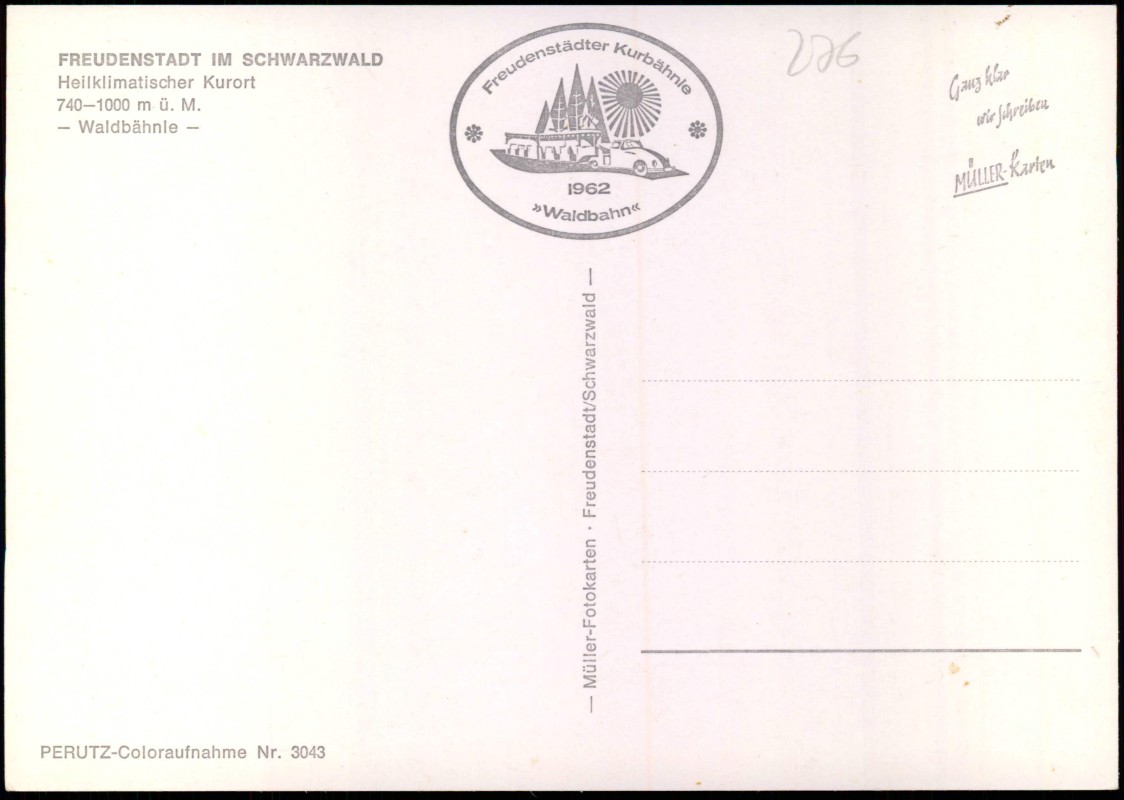 FREUDENSTADT IM SCHWARZWALD
Heilklimatischer Kurort
740—1000 m ü. M.
— Waldbähnle —
Freudenstädter Kurbähnle
1962
»Waldbahn«
276
Ganz klar
wir schreiben
MÜLLER-Karten
— Müller-Fotokarten · Freudenstadt/Schwarzwald —
PERUTZ-Coloraufnahme Nr. 3043